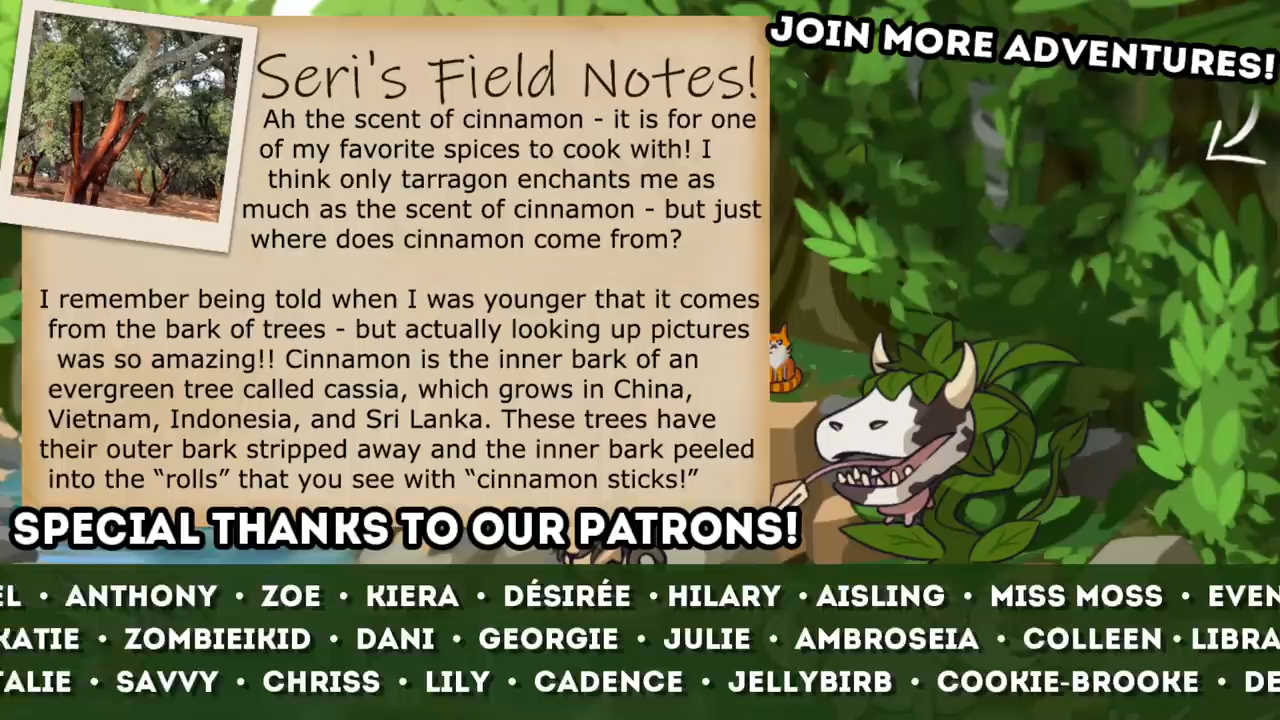 JOIN MORE ADVENTURES!
Seri's Field Notes!
Ah the scent of cinnamon - it is for one
of my favorite spices to cook with! I
think only tarragon enchants me as
much as the scent of cinnamon - but just
where does cinnamon come from?
I remember being told when I was younger that it comes
from the bark of trees - but actually looking up pictures
was so amazing!! Cinnamon is the inner bark of an
evergreen tree called cassia, which grows in China,
Vietnam, Indonesia, and Sri Lanka. These trees have
their outer bark stripped away and the inner bark peeled
into the “rolls” that you see with “cinnamon sticks!”
SPECIAL THANKS TO OUR PATRONS!
EL • ANTHONY • ZOE • KIERA • DÉSIRÉE • HILARY • AISLING • MISS MOSS • EVEN
KATIE • ZOMBIEIKID • DANI • GEORGIE • JULIE • AMBROSEIA • COLLEEN • LIBRA
TALIE • SAVVY • CHRISS • LILY • CADENCE • JELLYBIRB • COOKIE-BROOKE • DE